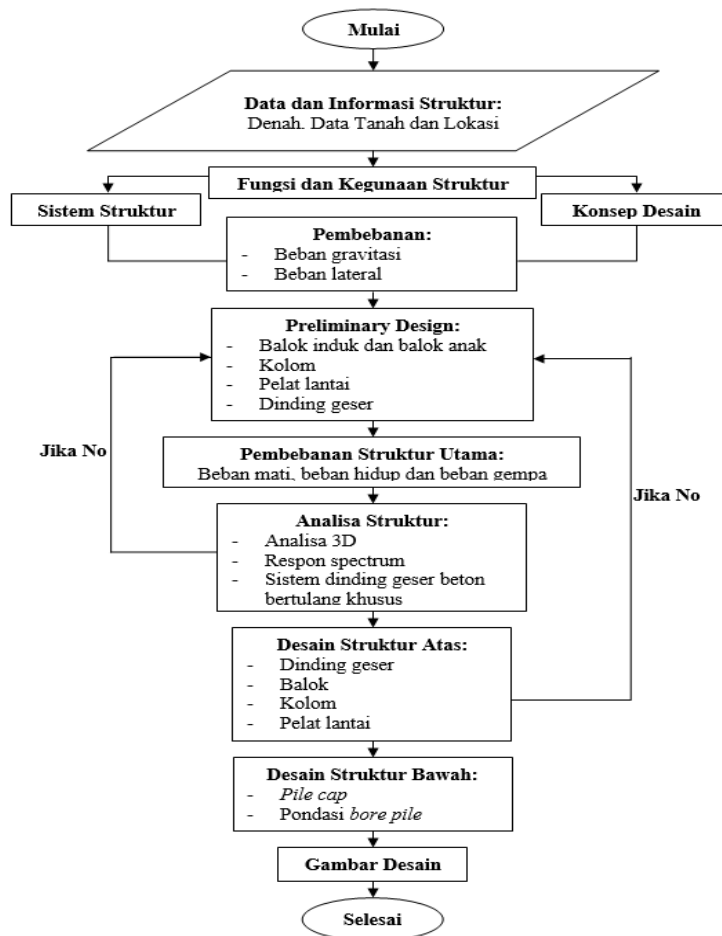 Mulai
Data dan Informasi Struktur:
Denah. Data Tanah dan Lokasi
Fungsi dan Kegunaan Struktur
Sistem Struktur
Konsep Desain
Pembebanan:
- Beban gravitasi
- Beban lateral
Preliminary Design:
- Balok induk dan balok anak
- Kolom
- Pelat lantai
- Dinding geser
Jika No
Pembebanan Struktur Utama:
Beban mati, beban hidup dan beban gempa
Jika No
Analisa Struktur:
- Analisa 3D
- Respon spectrum
- Sistem dinding geser beton
bertulang khusus
Desain Struktur Atas:
- Dinding geser
- Balok
- Kolom
- Pelat lantai
Desain Struktur Bawah:
- Pile cap
- Pondasi bore pile
Gambar Desain
Selesai